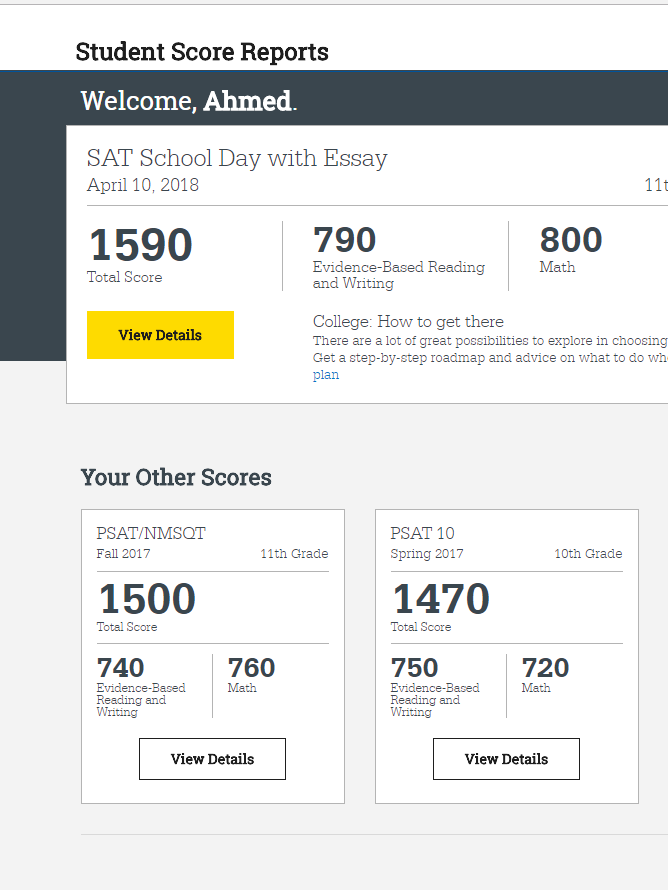 Student Score Reports
Welcome, Ahmed.
SAT School Day with Essay
April 10, 2018
1590
Total Score
790
Evidence-Based Reading
and Writing
800
Math
View Details
College: How to get there
There are a lot of great possibilities to explore in choosing
Get a step-by-step roadmap and advice on what to do
plan
Your Other Scores
PSAT/NMSQT
Fall 2017 11th Grade
1500
Total Score
740
Evidence-Based
Reading and
Writing
760
Math
View Details
PSAT 10
Spring 2017 10th Grade
1470
Total Score
750
Evidence-Based
Reading and
Writing
720
Math
View Details